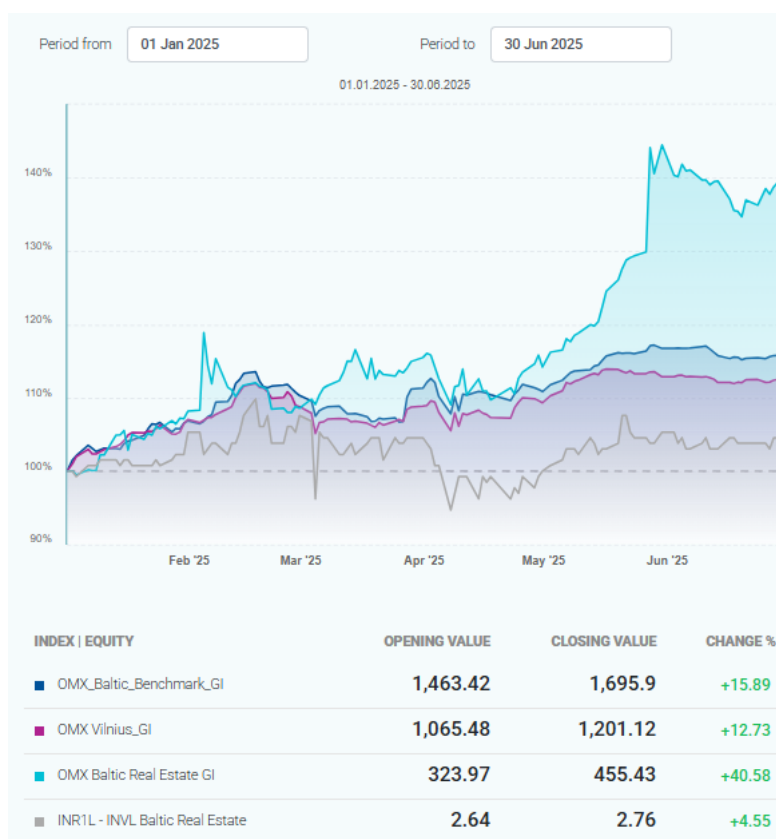 Period from 01 Jan 2025 Period to 30 Jun 2025
01.01.2025 - 30.06.2025
140%
130%
120%
110%
100%
90%
Feb '25 Mar '25 Apr '25 May '25 Jun '25
INDEX | EQUITY OPENING VALUE CLOSING VALUE CHANGE %
OMX_Baltic_Benchmark_GI 1,463.42 1,695.9 +15.89
OMX Vilnius_GI 1,065.48 1,201.12 +12.73
OMX Baltic Real Estate GI 323.97 455.43 +40.58
INR1L - INVL Baltic Real Estate 2.64 2.76 +4.55